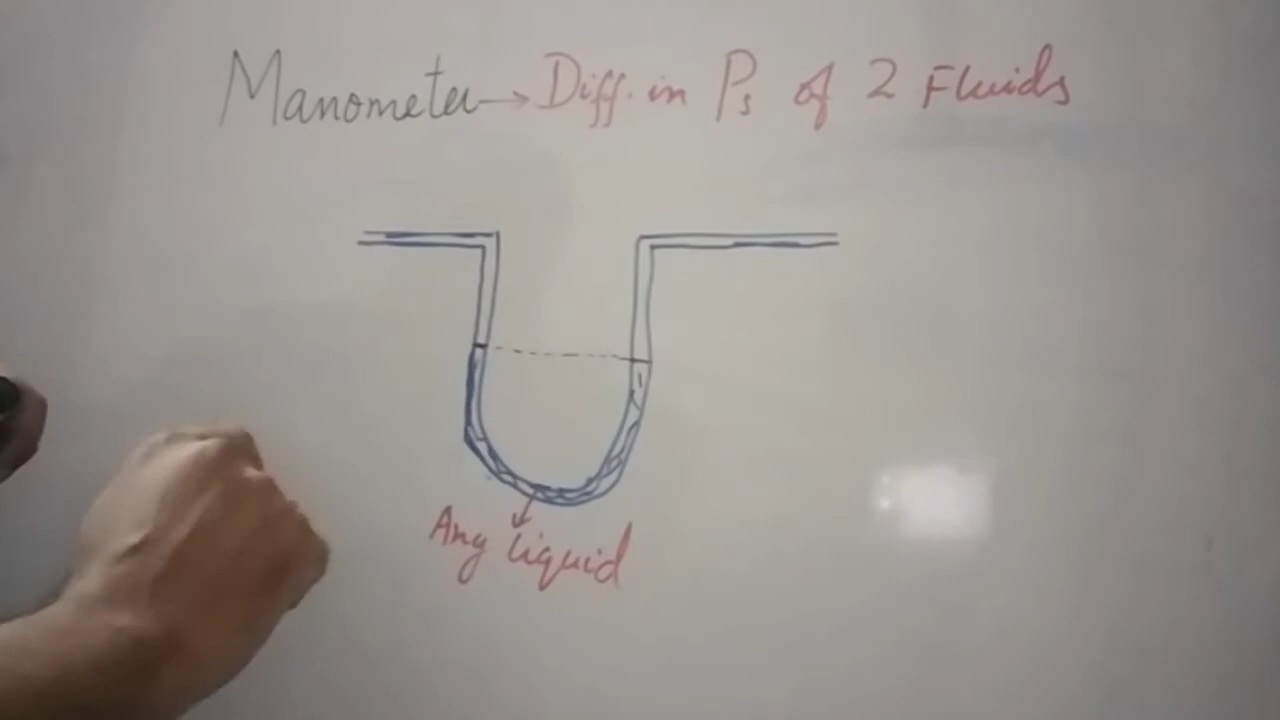 Manometer → Diff. in Ps of 2 Fluids
Any liquid